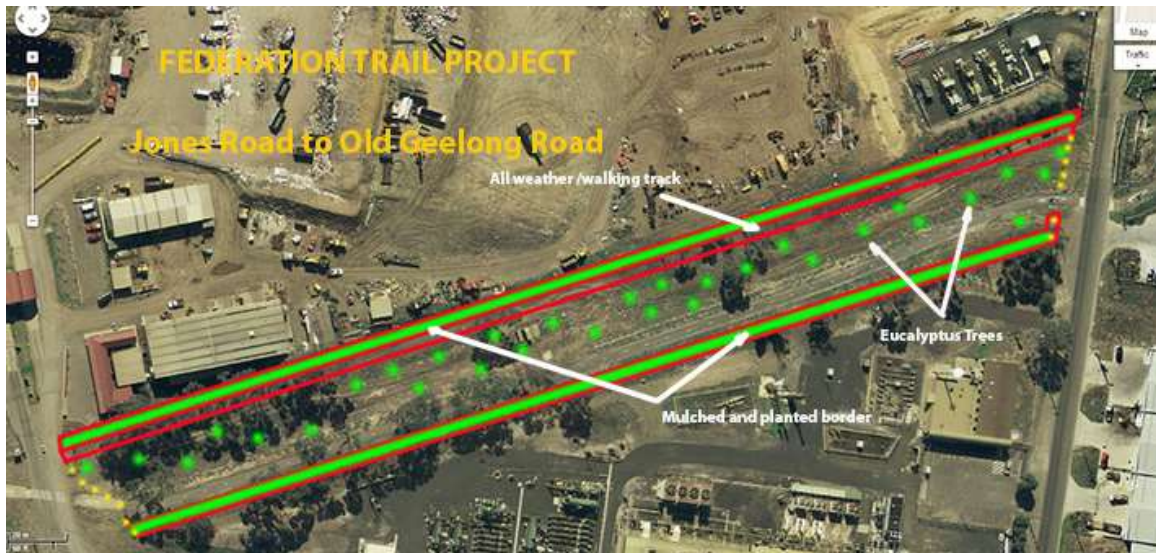 Map
Traffic
FEDERATION TRAIL PROJECT
Jones Road to Old Geelong Road
All weather /walking track
Eucalyptus Trees
Mulched and planted border